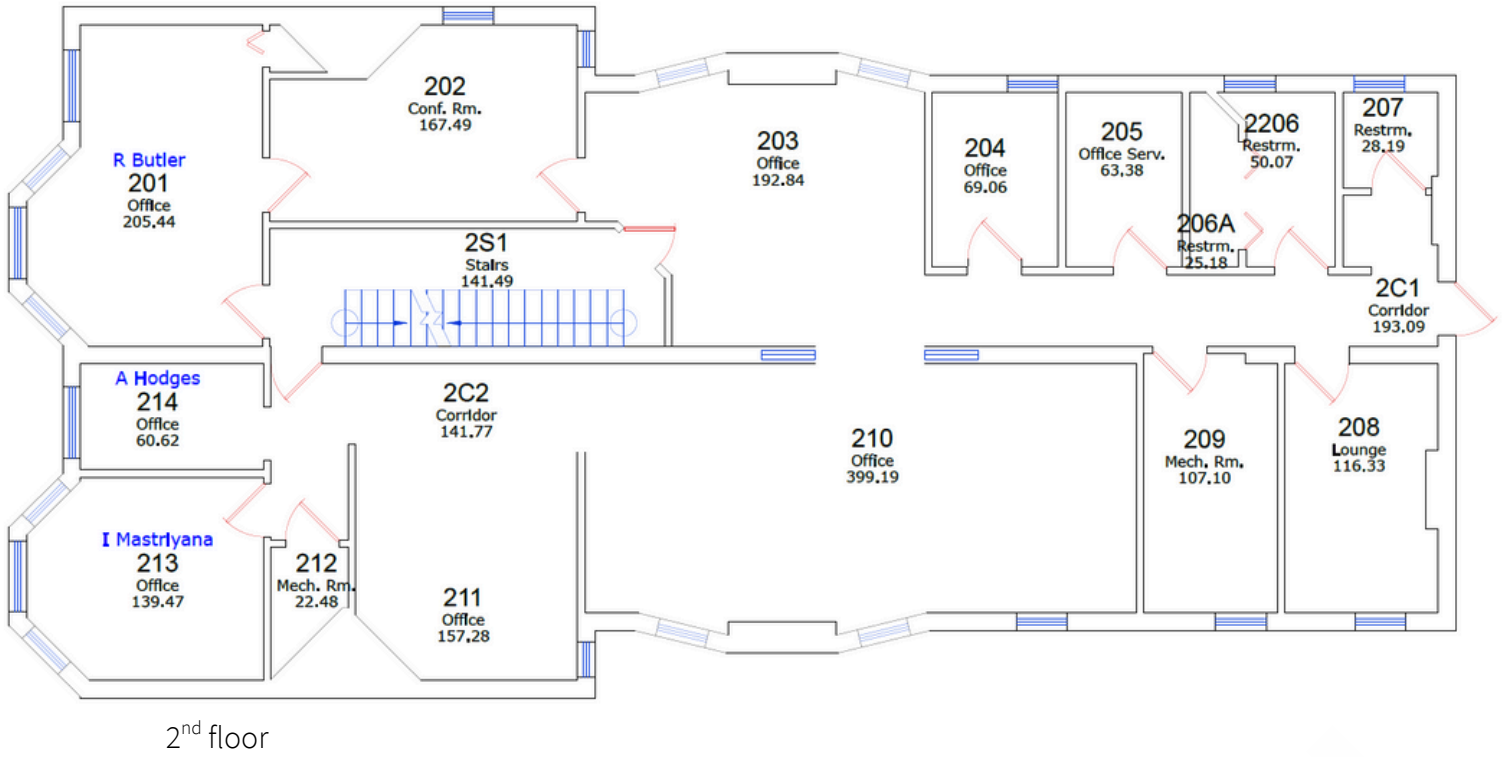 R Butler
201
Office
205.44
202
Conf. Rm.
167.49
203
Office
192.84
204
Office
69.06
205
Office Serv.
63.38
2206
Restrm.
50.07
207
Restrm.
28.19
206A
Restrm.
25.18
2S1
Stairs
141.49
2C1
Corridor
193.09
A Hodges
214
Office
60.62
2C2
Corridor
141.77
210
Office
399.19
209
Mech. Rm.
107.10
208
Lounge
116.33
I Mastriyana
213
Office
139.47
212
Mech. Rm.
22.48
211
Office
157.28
2nd floor